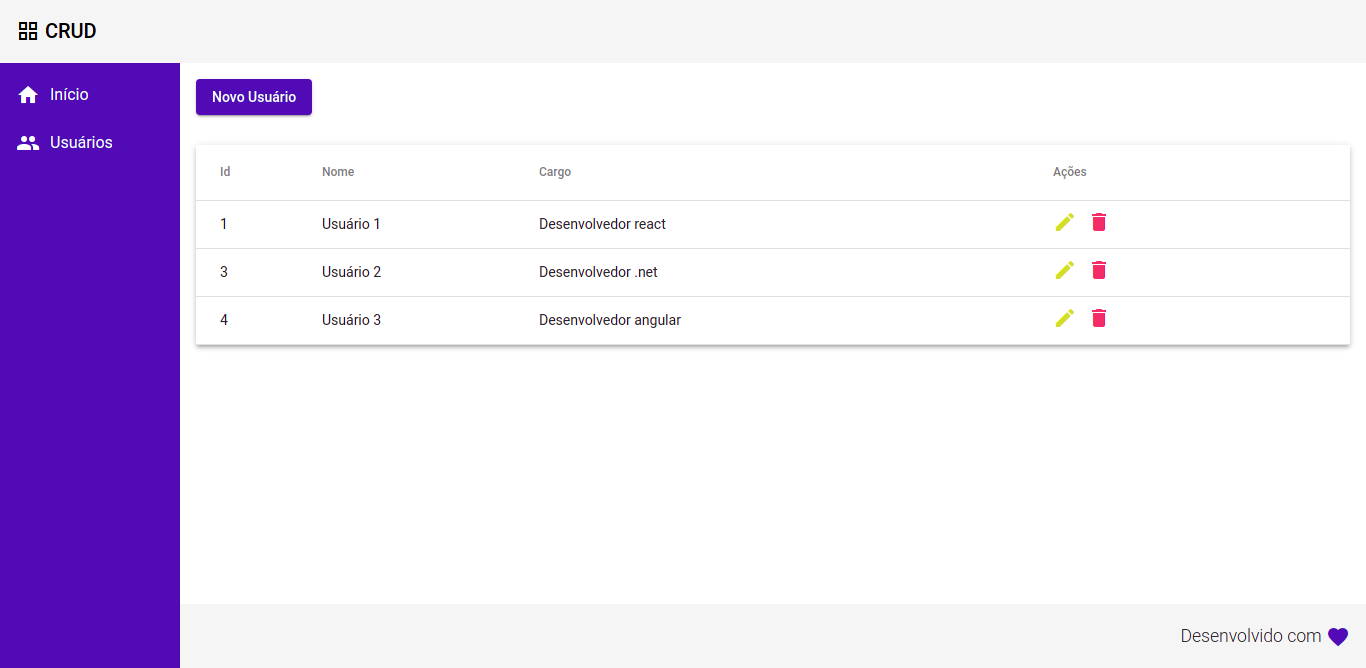 CRUD
Início
Usuários
Novo Usuário
Id Nome Cargo Ações
1 Usuário 1 Desenvolvedor react
3 Usuário 2 Desenvolvedor .net
4 Usuário 3 Desenvolvedor angular
Desenvolvido com